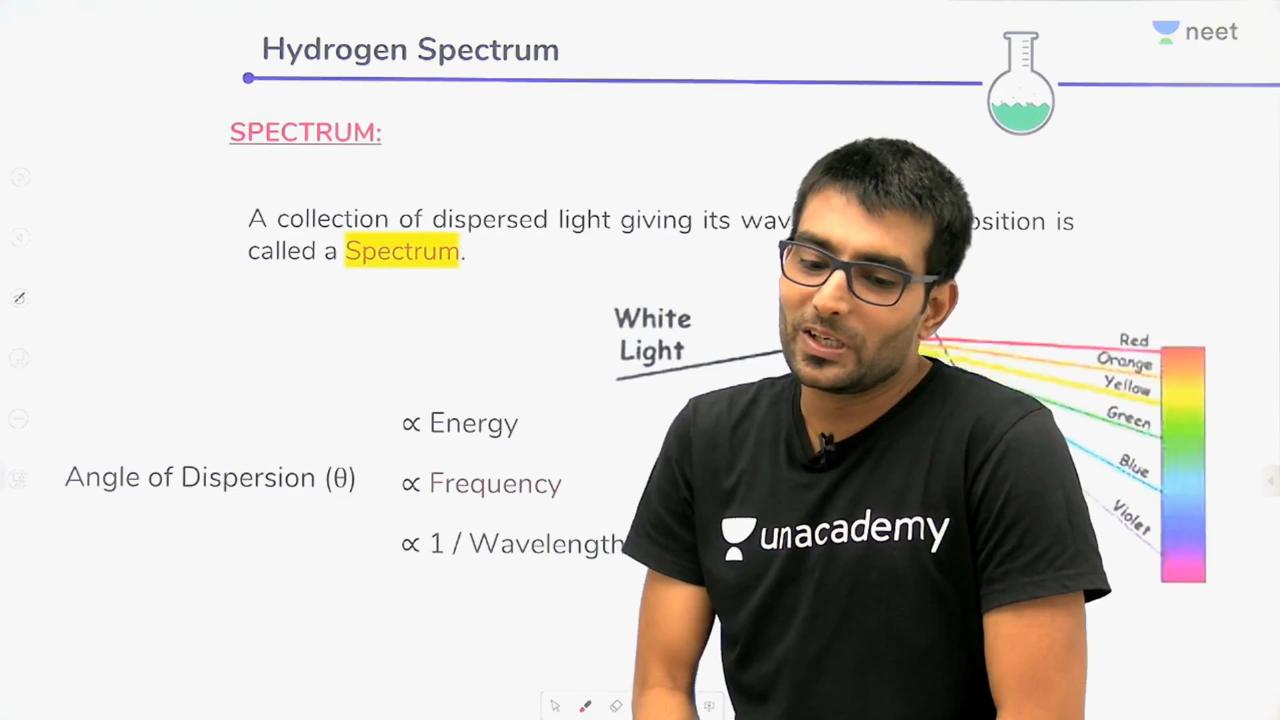 Hydrogen Spectrum
neet
SPECTRUM:
A collection of dispersed light giving its is
called a Spectrum.
White
Light
Red
Orange
Yellow
Green
Blue
Violet
∝ Energy
Angle of Dispersion (θ)
∝ Frequency
∝ 1 / Wavelength
unacademy